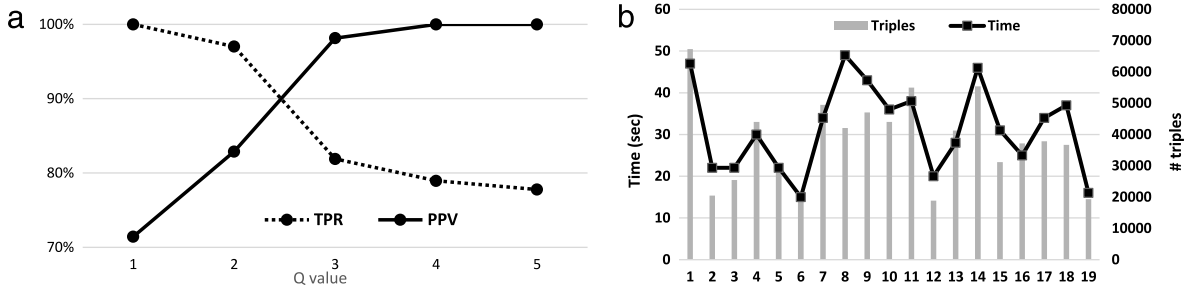 a
100%
90%
80%
70%
TPR PPV
1 2 3 4 5
Q value
b
60
50
40
30
20
10
0
Time (sec)
Triples Time
80000
70000
60000
50000
40000
30000
20000
10000
0
# triples
1 2 3 4 5 6 7 8 9 10 11 12 13 14 15 16 17 18 19